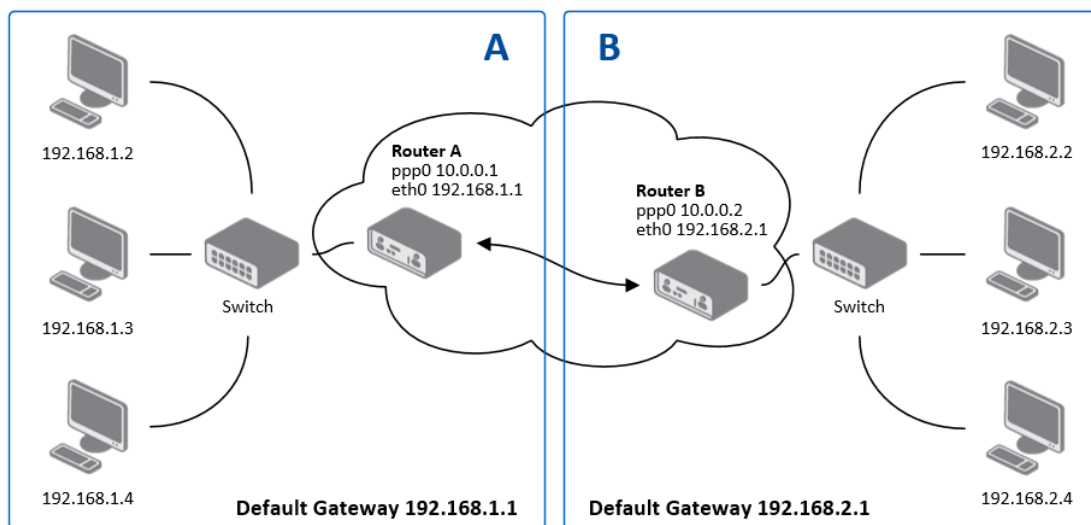 A
B
192.168.1.2
192.168.2.2
Router A
ppp0 10.0.0.1
eth0 192.168.1.1
Router B
ppp0 10.0.0.2
eth0 192.168.2.1
Switch
Switch
192.168.1.3
192.168.2.3
192.168.1.4
192.168.2.4
Default Gateway 192.168.1.1
Default Gateway 192.168.2.1